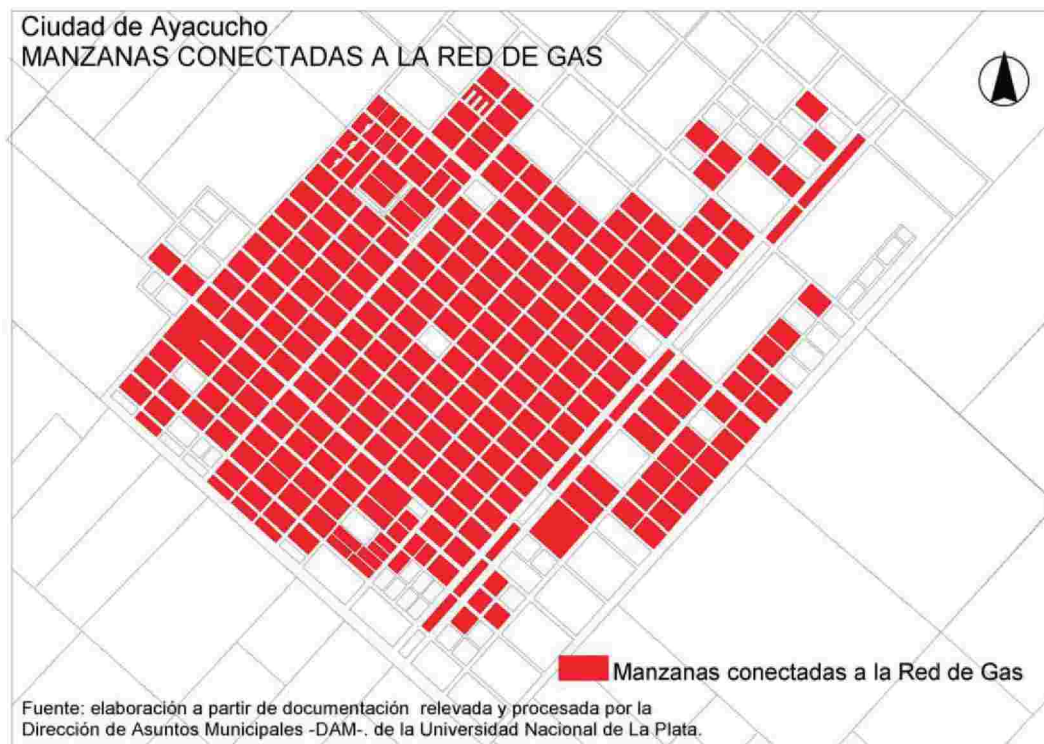 Ciudad de Ayacucho
MANZANAS CONECTADAS A LA RED DE GAS
Manzanas conectadas a la Red de Gas
Fuente: elaboración a partir de documentación relevada y procesada por la
Dirección de Asuntos Municipales -DAM-. de la Universidad Nacional de La Plata.